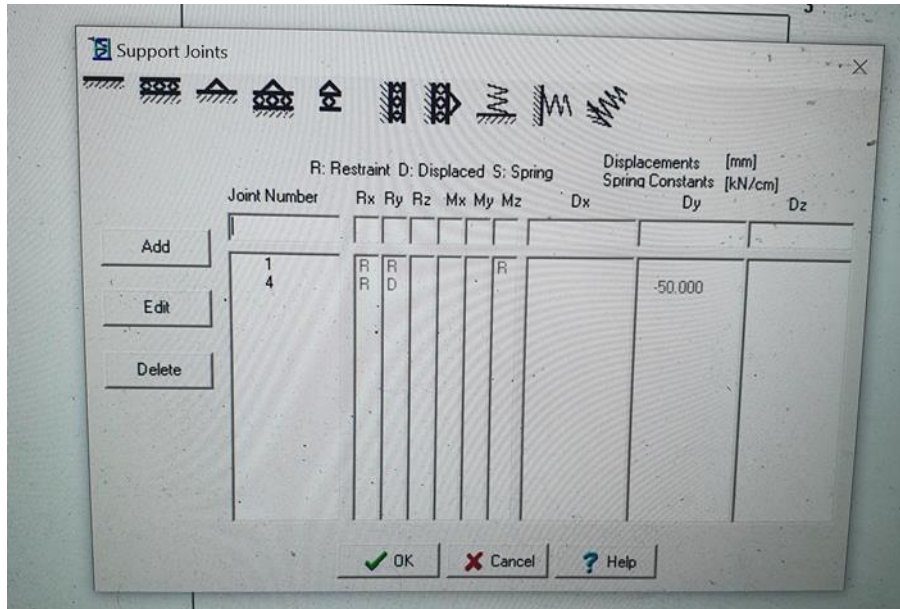 3
Support Joints
R: Restraint D: Displaced S: Spring
Displacements [mm]
Spring Constants [kN/cm]
Joint Number Rx Ry Rz Mx My Mz Dx Dy Dz
Add
1 R R R
4 R D -50.000
Edit
Delete
OK Cancel ? Help